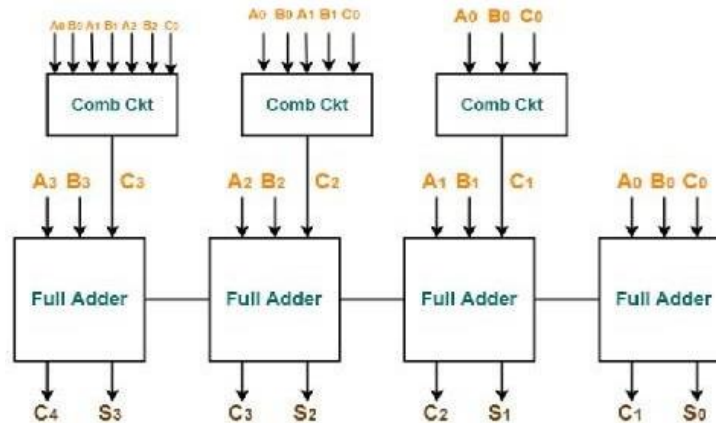 A0 B0 A1 B1 A2 B2 C0
A0 B0 A1 B1 C0
A0 B0 C0
Comb Ckt
Comb Ckt
Comb Ckt
A3 B3 C3
A2 B2 C2
A1 B1 C1
A0 B0 C0
Full Adder
Full Adder
Full Adder
Full Adder
C4 S3
C3 S2
C2 S1
C1 S0